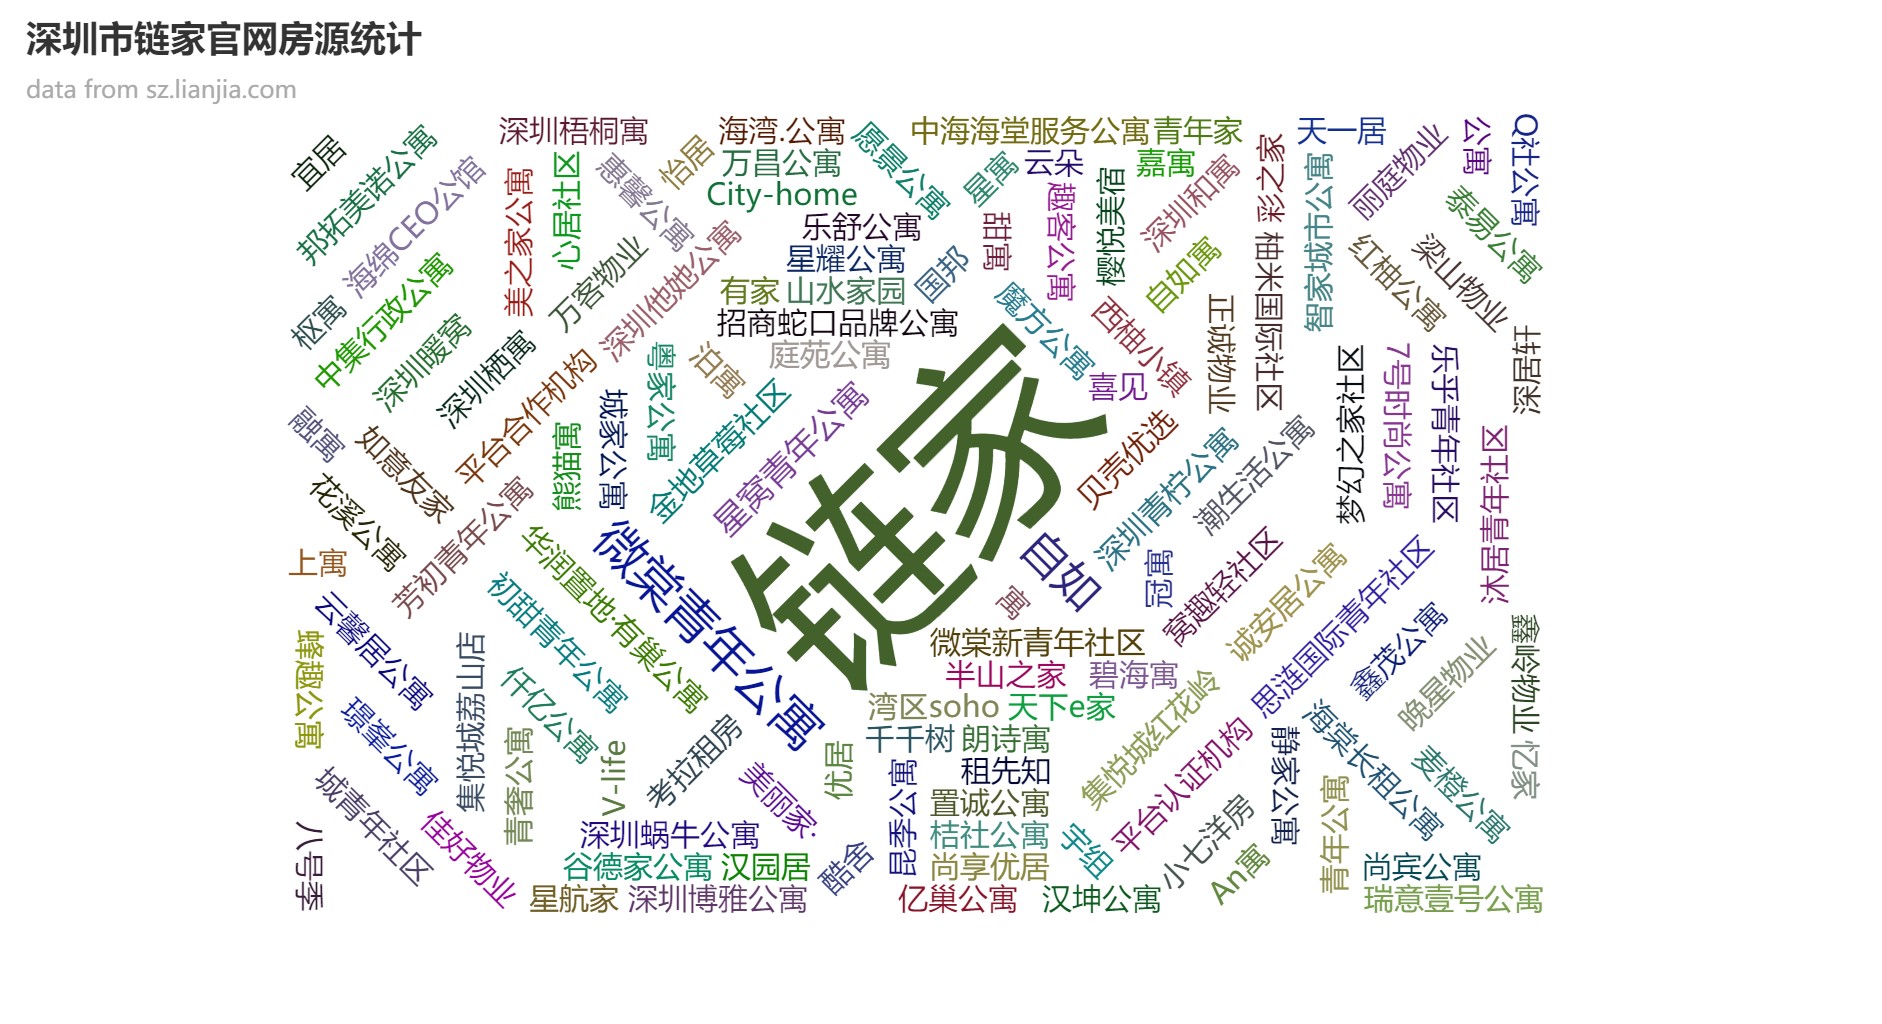 深圳市链家官网房源统计
data from sz.lianjia.com
宜居
邦拓美诺公寓
海绵CEO公馆
深圳梧桐寓
海湾.公寓
愿景公寓
中海海堂服务公寓
青年家
天一居
丽庭物业
公寓
Q社公寓
美之家公寓
心居社区
惠馨公寓
怡居
万昌公寓
City-home
星寓
云朵
嘉寓
深圳和寓
彩之家
智家城市公寓
泰易公寓
枢寓
中集行政公寓
万客物业
深圳他她公寓
乐舒公寓
星耀公寓
国邦
甜寓
趣客公寓
樱悦美宿
自如寓
柚米国际社区
红柚公寓
梁山物业
有家
山水家园
招商蛇口品牌公寓
魔方公寓
西柚小镇
正诚物业
深居轩
深圳暖窝
深圳栖寓
平台合作机构
粤家公寓
泊寓
庭苑公寓
喜见
梦幻之家社区
7号时尚公寓
乐乎青年社区
融寓
如意友家
熊猫寓
城家公寓
金地草莓社区
星窝青年公寓
链家
贝壳优选
深圳青柠公寓
潮生活公寓
沐居青年社区
花溪公寓
芳初青年公寓
上寓
华润置地·有巢公寓
微棠青年公寓
自如
冠寓
寓
窝趣轻社区
诚安居公寓
思涟国际青年社区
云馨居公寓
初甜青年公寓
微棠新青年社区
半山之家
碧海寓
鑫茂公寓
鑫岭物业
蜂趣公寓
璟峯公寓
集悦城荔山店
仟亿公寓
湾区soho
天下e家
集悦城红花岭
晚星物业
青奢公寓
V-life
考拉租房
优居
千千树
朗诗寓
平台认证机构
静家公寓
海棠长租公寓
麦橙公寓
忆家
城青年社区
美丽家·
昆季公寓
租先知
置诚公寓
八号季
佳好物业
深圳蜗牛公寓
桔社公寓
宇组
小七洋房
青年公寓
谷德家公寓
汉园居
酷舍
尚享优居
An寓
尚宾公寓
星航家
深圳博雅公寓
亿巢公寓
汉坤公寓
瑞意壹号公寓